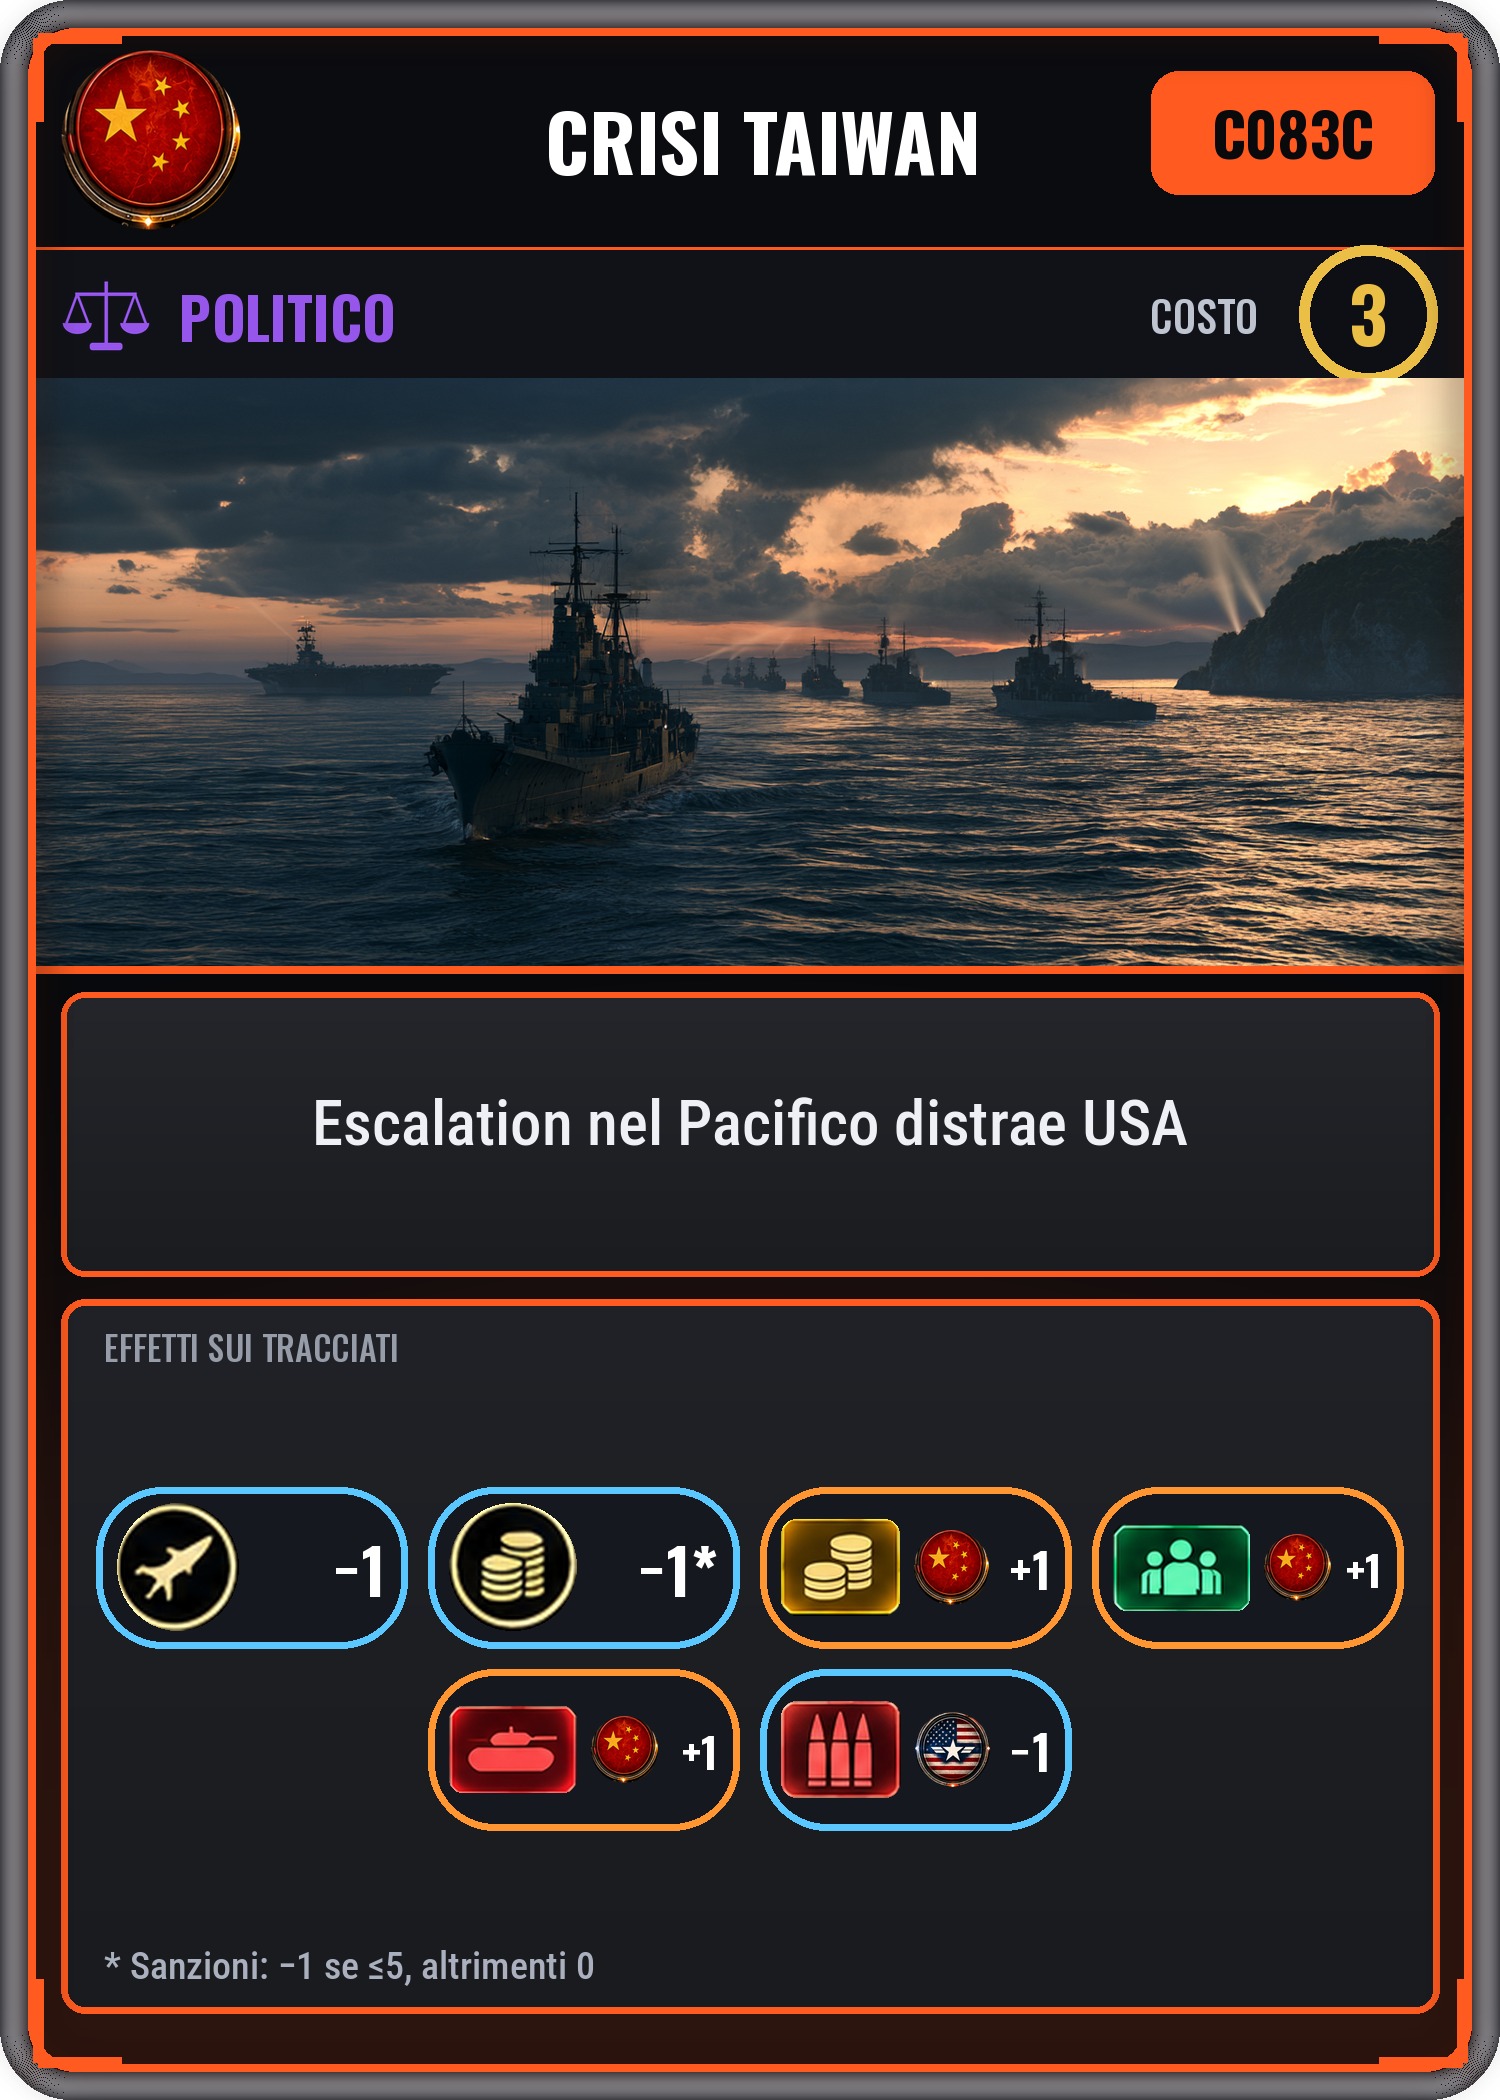 CRISI TAIWAN
C083C
POLITICO
COSTO
3
Escalation nel Pacifico distrae USA
EFFETTI SUI TRACCIATI
−1
−1*
+1
+1
+1
−1
* Sanzioni: −1 se ≤5, altrimenti 0